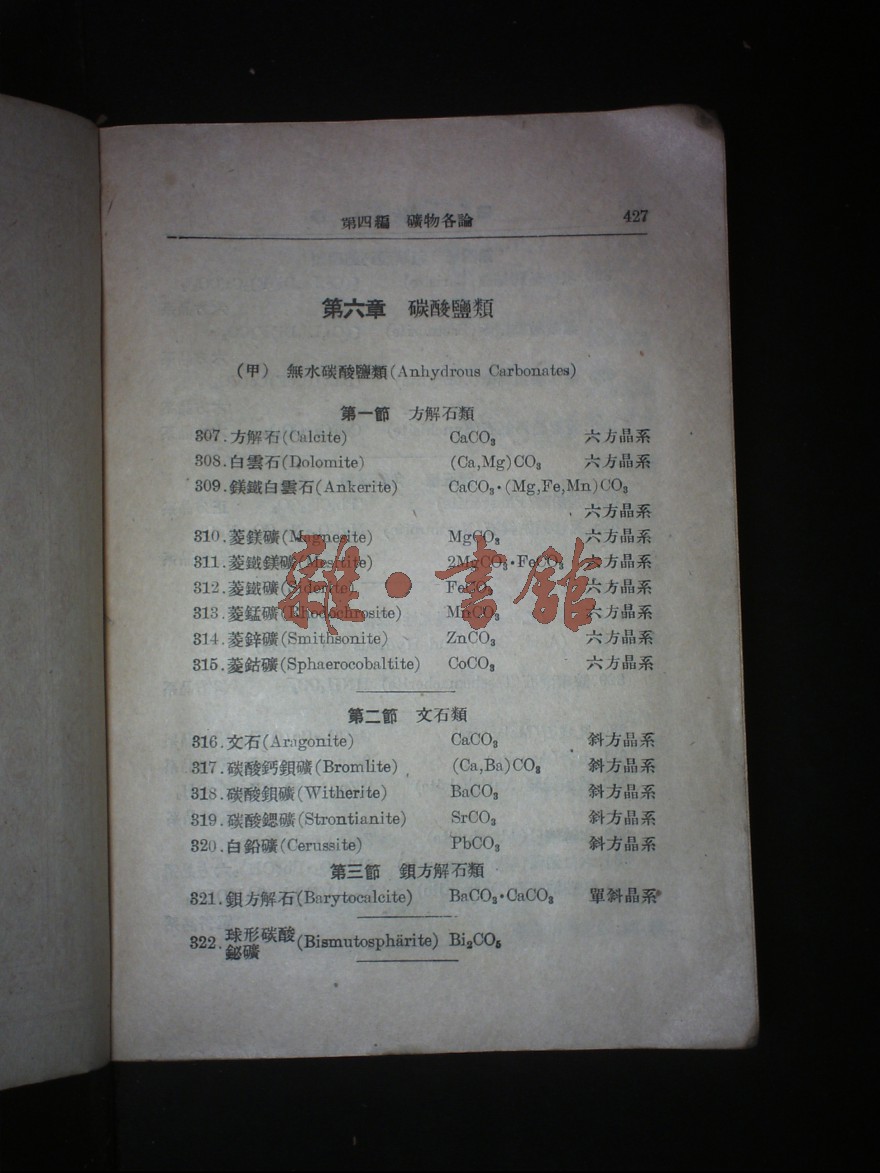 第四編 礦物各論 427
第六章 碳酸鹽類
(甲) 無水碳酸鹽類(Anhydrous Carbonates)
第一節 方解石類
307.方解石(Calcite) CaCO₃ 六方晶系
308.白雲石(Dolomite) (Ca,Mg)CO₃ 六方晶系
309.鎂鐵白雲石(Ankerite) CaCO₃·(Mg,Fe,Mn)CO₃
六方晶系
310.菱鎂礦(Magnesite) MgCO₃ 六方晶系
311.菱鐵鎂礦(Mesitite) 2MgCO₃·FeCO₃ 六方晶系
312.菱鐵礦(Siderite) FeCO₃ 六方晶系
313.菱錳礦(Rhodochrosite) MnCO₃ 六方晶系
314.菱鋅礦(Smithsonite) ZnCO₃ 六方晶系
315.菱鈷礦(Sphaerocobaltite) CoCO₃ 六方晶系
雜·書館
第二節 文石類
316.文石(Aragonite) CaCO₃ 斜方晶系
317.碳酸鈣鋇礦(Bromlite) (Ca,Ba)CO₃ 斜方晶系
318.碳酸鋇礦(Witherite) BaCO₃ 斜方晶系
319.碳酸鍶礦(Strontianite) SrCO₃ 斜方晶系
320.白鉛礦(Cerussite) PbCO₃ 斜方晶系
第三節 鋇方解石類
321.鋇方解石(Barytocalcite) BaCO₃·CaCO₃ 單斜晶系
322.球形碳酸鉍礦(Bismutosphärite) Bi₂CO₅